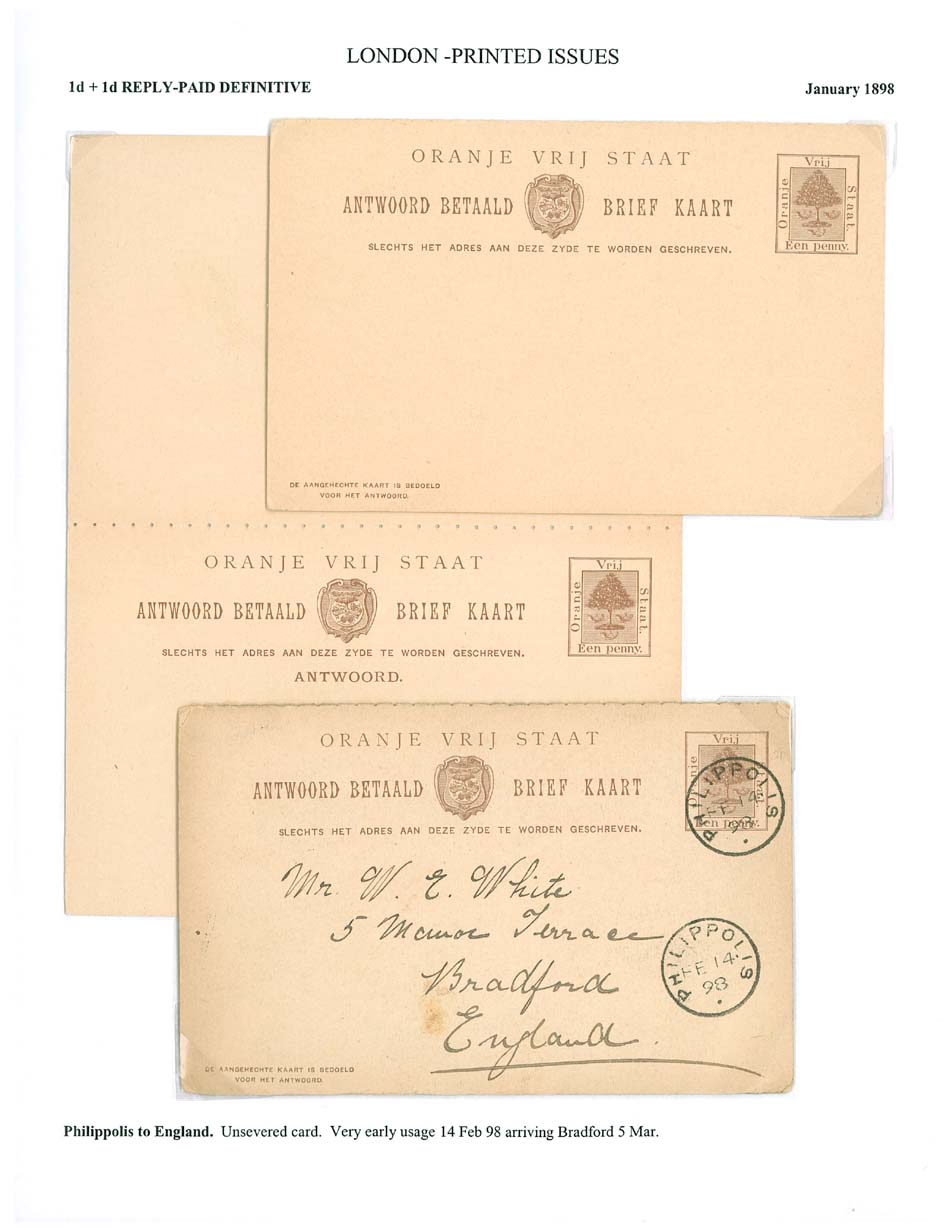 LONDON -PRINTED ISSUES
1d + 1d REPLY-PAID DEFINITIVE
January 1898
ORANJE VRIJ STAAT
ANTWOORD BETAALD BRIEF KAART
SLECHTS HET ADRES AAN DEZE ZYDE TE WORDEN GESCHREVEN.
Vrij
Oranje
Staat.
Een penny.
DE AANGEHECHTE KAART IS BEDOELD
VOOR HET ANTWOORD.
ORANJE VRIJ STAAT
ANTWOORD BETAALD BRIEF KAART
SLECHTS HET ADRES AAN DEZE ZYDE TE WORDEN GESCHREVEN.
ANTWOORD.
Vrij
Oranje
Staat.
Een penny.
ORANJE VRIJ STAAT
ANTWOORD BETAALD BRIEF KAART
SLECHTS HET ADRES AAN DEZE ZYDE TE WORDEN GESCHREVEN.
Vrij
Oranje
Een penny.
PHILIPPOLIS
FE 14
98
Mr. W. E. White
5 Manor Terrace
Bradford
England.
PHILIPPOLIS
FE 14
98
DE AANGEHECHTE KAART IS BEDOELD
VOOR HET ANTWOORD.
Philippolis to England. Unsevered card. Very early usage 14 Feb 98 arriving Bradford 5 Mar.